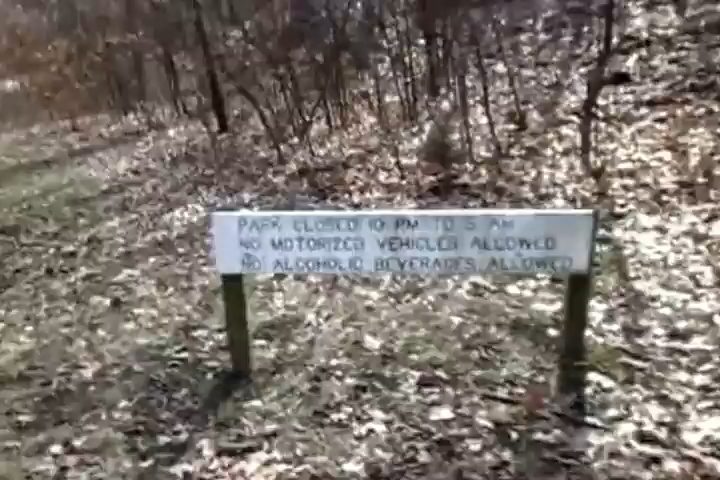 PARK CLOSED 10 PM TO 5 AM
NO MOTORIZED VEHICLES ALLOWED
NO ALCOHOLIC BEVERAGES ALLOWED